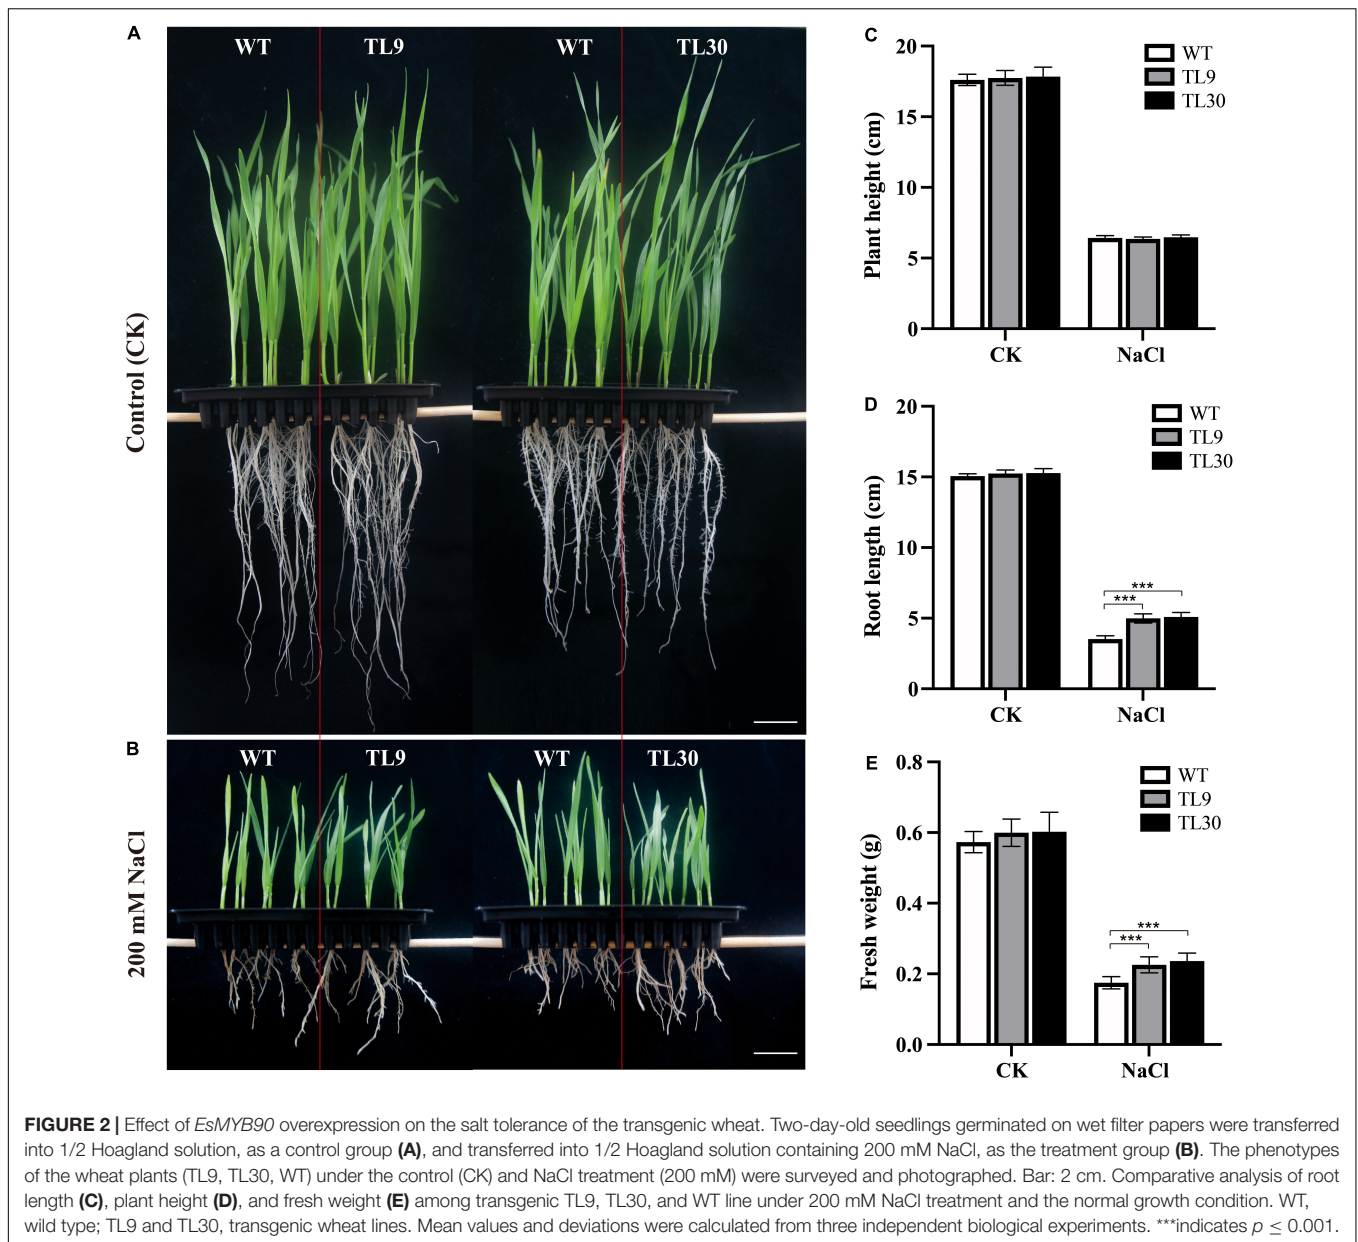 A
WT
TL9
WT
TL30
Control (CK)
B
WT
TL9
WT
TL30
200 mM NaCl
C
20
15
10
5
0
Plant height (cm)
WT
TL9
TL30
CK
NaCl
D
20
15
10
5
0
Root length (cm)
WT
TL9
TL30
***
***
CK
NaCl
E
0.8
0.6
0.4
0.2
0.0
Fresh weight (g)
WT
TL9
TL30
***
***
CK
NaCl
FIGURE 2 | Effect of EsMYB90 overexpression on the salt tolerance of the transgenic wheat. Two-day-old seedlings germinated on wet filter papers were transferred
into 1/2 Hoagland solution, as a control group (A), and transferred into 1/2 Hoagland solution containing 200 mM NaCl, as the treatment group (B). The phenotypes
of the wheat plants (TL9, TL30, WT) under the control (CK) and NaCl treatment (200 mM) were surveyed and photographed. Bar: 2 cm. Comparative analysis of root
length (C), plant height (D), and fresh weight (E) among transgenic TL9, TL30, and WT line under 200 mM NaCl treatment and the normal growth condition. WT,
wild type; TL9 and TL30, transgenic wheat lines. Mean values and deviations were calculated from three independent biological experiments. ***indicates p ≤ 0.001.